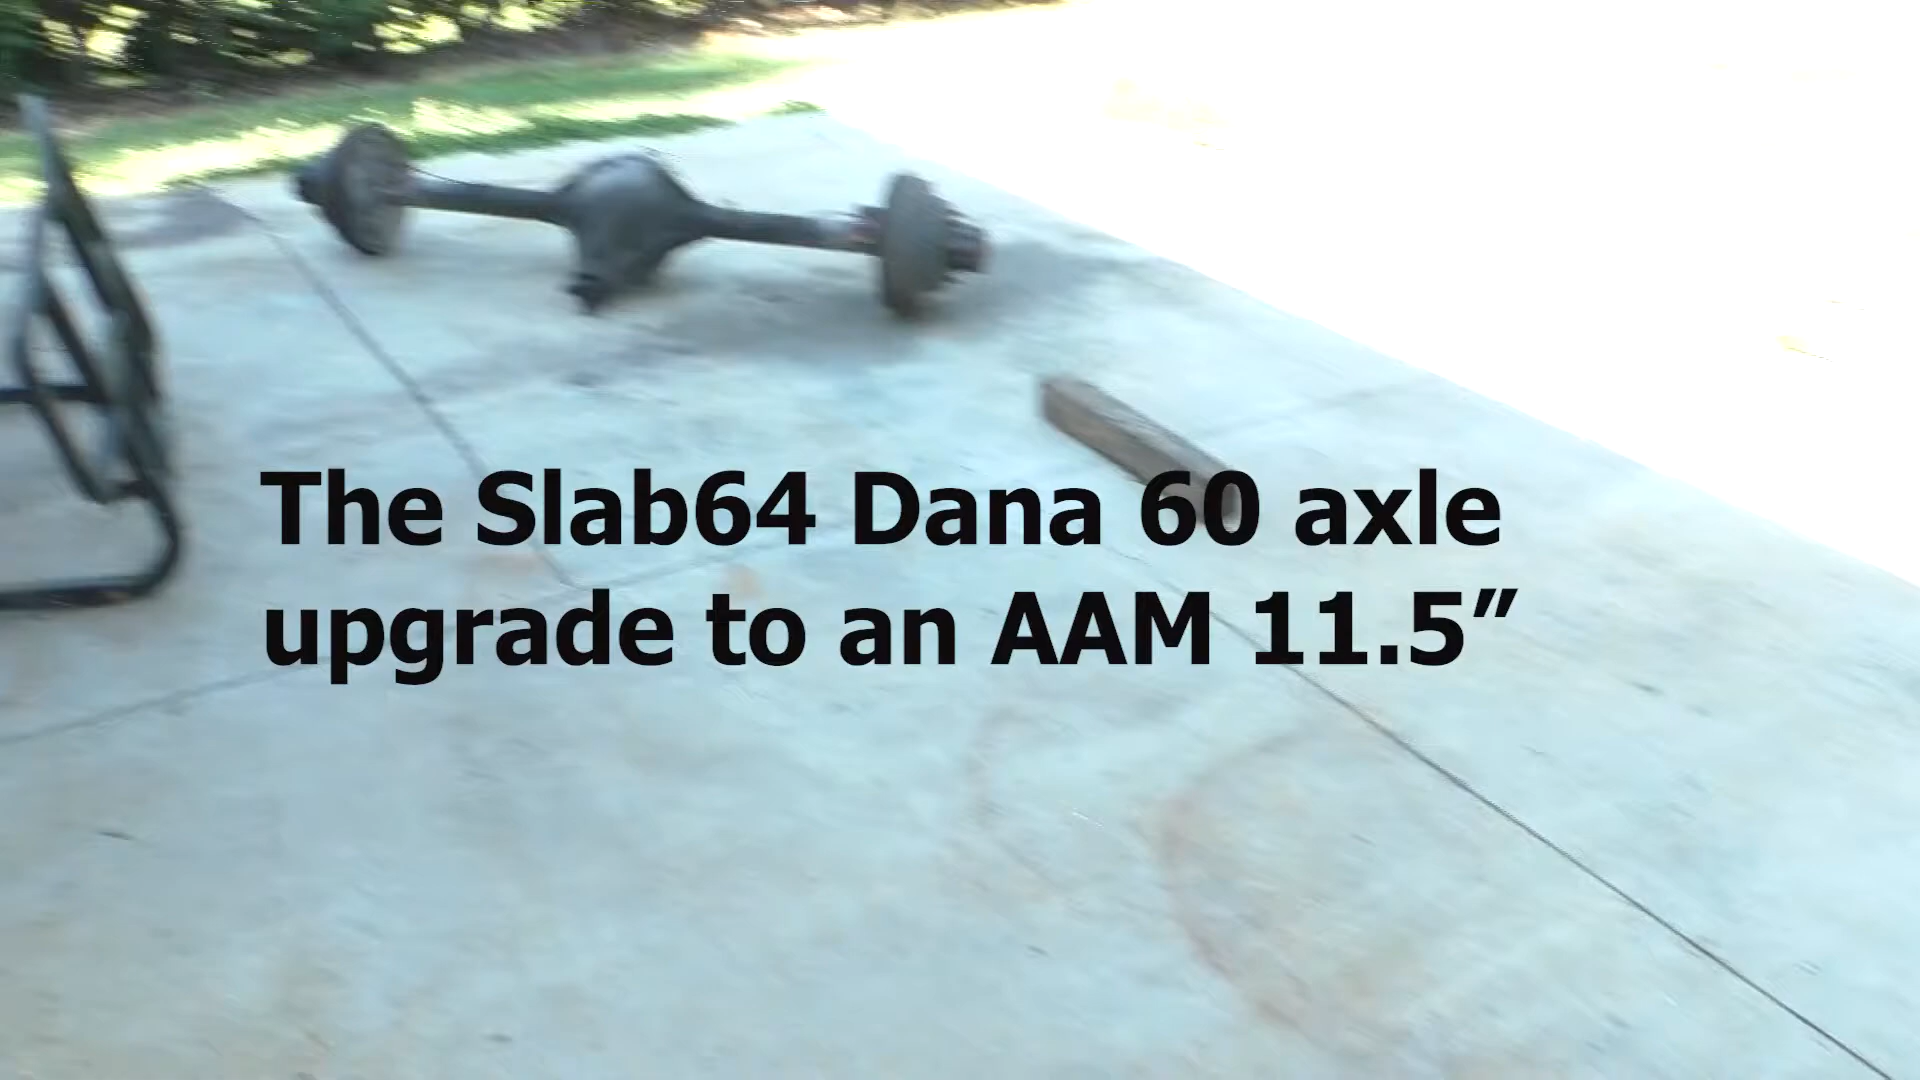 The Slab64 Dana 60 axle
upgrade to an AAM 11.5”